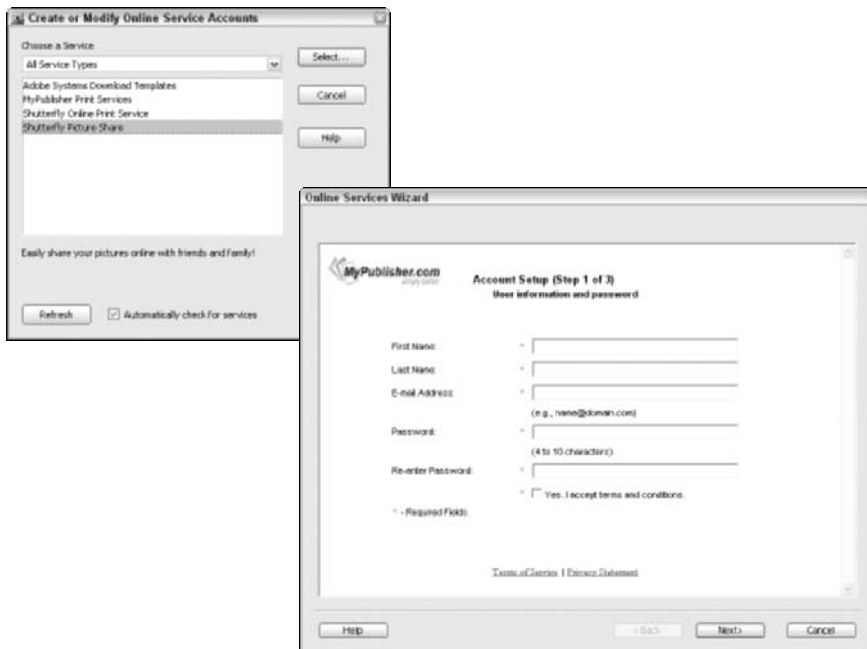 Create or Modify Online Service Accounts
Choose a Service
All Service Types
Select...
Adobe Systems Download Templates
MyPublisher Print Services
Shutterfly Online Print Service
Shutterfly Picture Share
Cancel
Help
Easily share your pictures online with friends and family!
Refresh
Automatically check for services
Online Services Wizard
MyPublisher.com
simply better
Account Setup (Step 1 of 3)
User information and password
First Name:
*
Last Name:
*
E-mail Address:
*
(e.g., name@domain.com)
Password:
*
(4 to 10 characters)
Re-enter Password:
*
* Yes. I accept terms and conditions.
* - Required Fields
Terms of Service | Privacy Statement
Help
< Back
Next>
Cancel